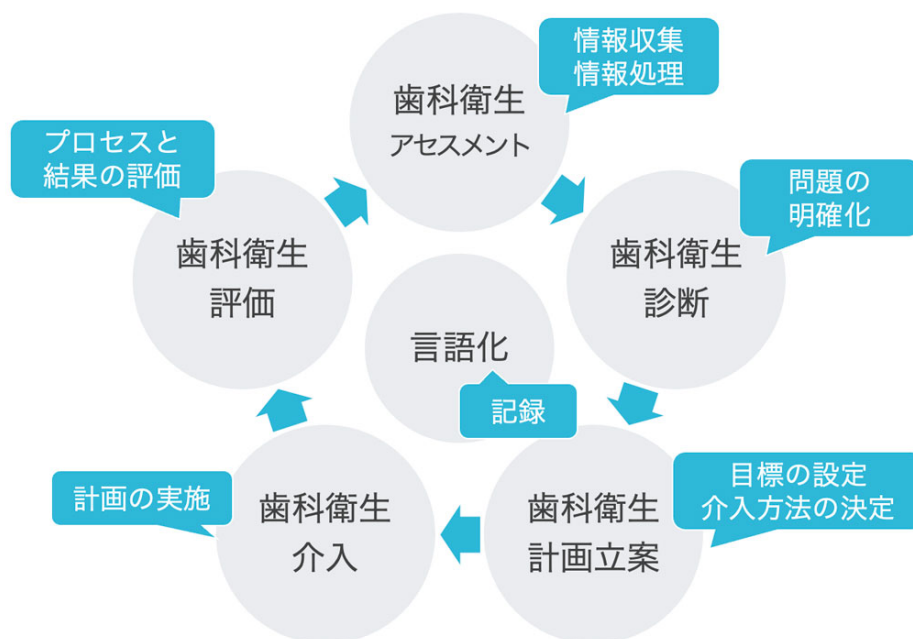 情報収集
情報処理
歯科衛生
アセスメント
問題の
明確化
歯科衛生
診断
目標の設定
介入方法の決定
歯科衛生
計画立案
計画の実施
歯科衛生
介入
プロセスと
結果の評価
歯科衛生
評価
言語化
記録